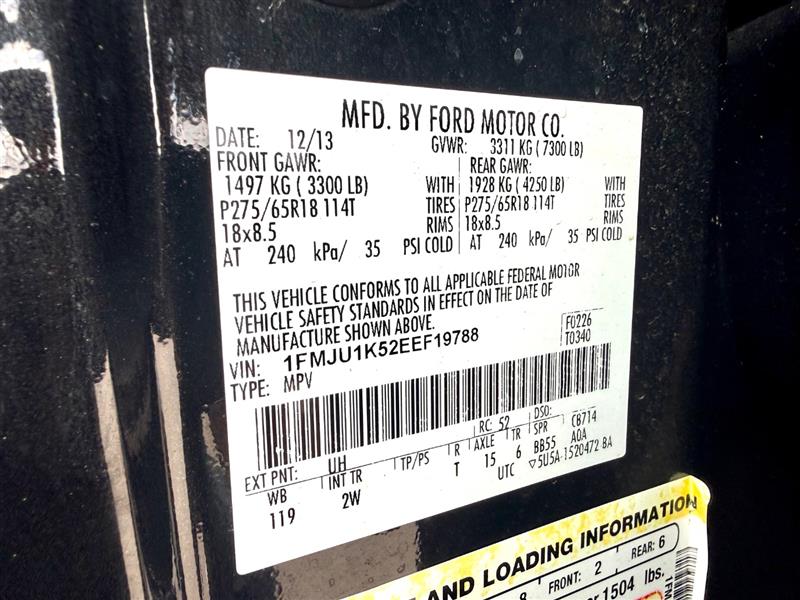 MFD. BY FORD MOTOR CO.
DATE: 12/13 GVWR: 3311 KG ( 7300 LB)
FRONT GAWR: REAR GAWR:
1497 KG ( 3300 LB) WITH 1928 KG ( 4250 LB) WITH
P275/65R18 114T TIRES P275/65R18 114T TIRES
18x8.5 RIMS 18x8.5 RIMS
AT 240 kPa/ 35 PSI COLD AT 240 kPa/ 35 PSI COLD
THIS VEHICLE CONFORMS TO ALL APPLICABLE FEDERAL MOTOR
VEHICLE SAFETY STANDARDS IN EFFECT ON THE DATE OF
MANUFACTURE SHOWN ABOVE.
F0226
VIN: 1FMJU1K52EEF19788
T0340
TYPE: MPV
RC: 52 DSO:
EXT PNT: UH TP/PS R AXLE TR SPR C8714
WB INT TR T 15 6 BB55 AOA
119 2W UTC ▽5U5A-1520472 BA
AND LOADING INFORMATION
8 FRONT: 2 REAR: 6
or 1504 lbs.
1FM